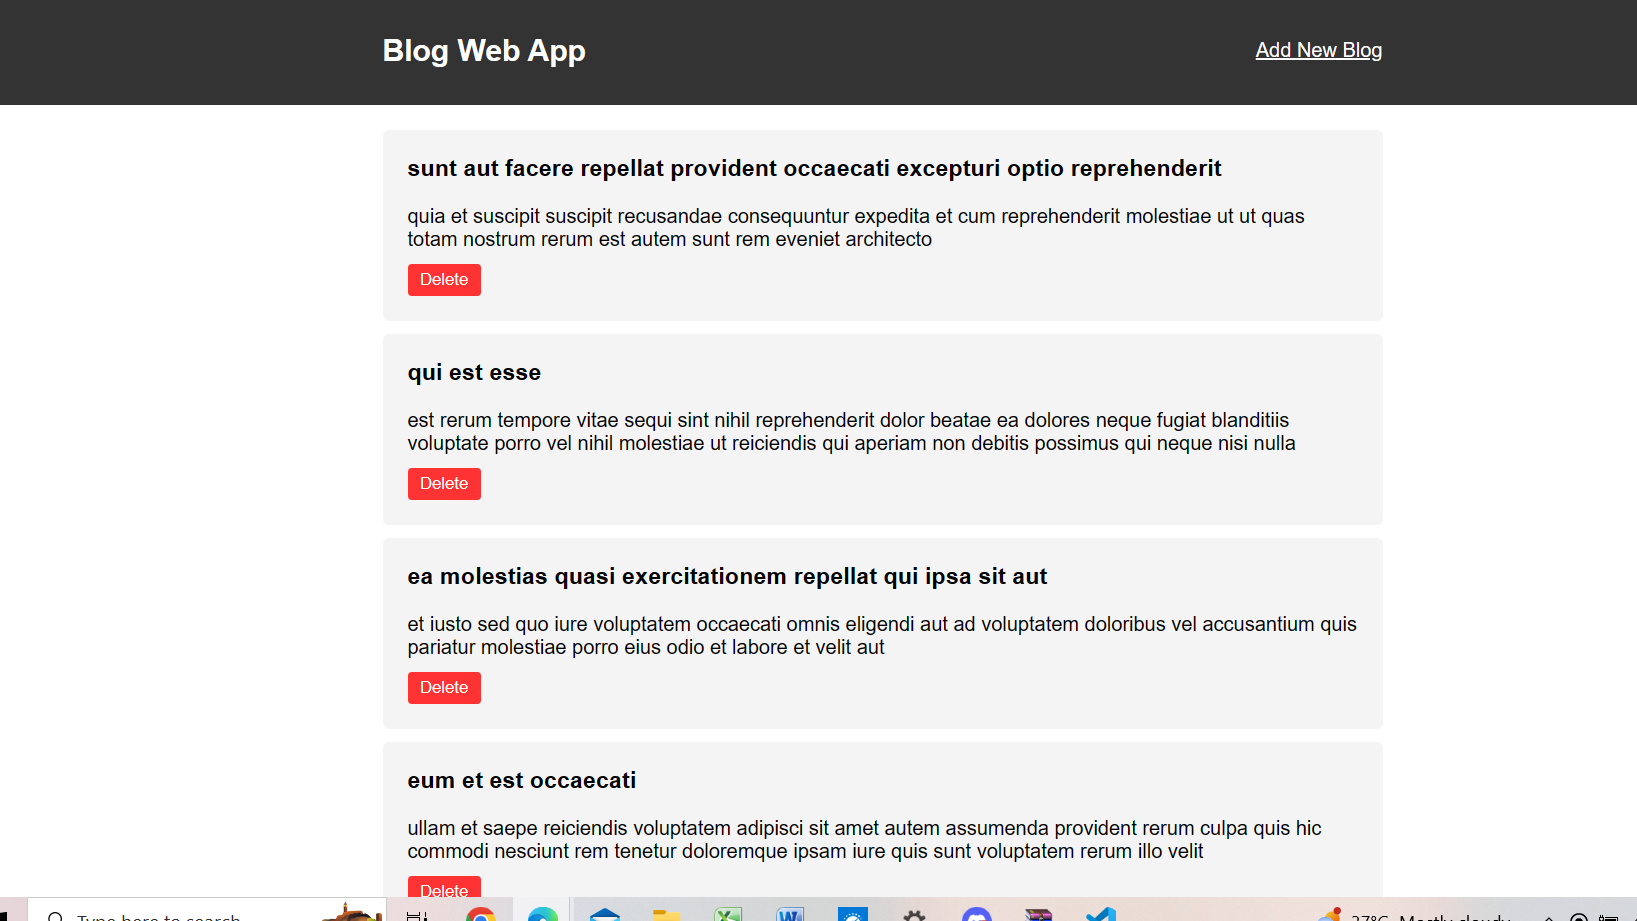 Blog Web App
Add New Blog
sunt aut facere repellat provident occaecati excepturi optio reprehenderit
quia et suscipit suscipit recusandae consequuntur expedita et cum reprehenderit molestiae ut ut quas
totam nostrum rerum est autem sunt rem eveniet architecto
Delete
qui est esse
est rerum tempore vitae sequi sint nihil reprehenderit dolor beatae ea dolores neque fugiat blanditiis
voluptate porro vel nihil molestiae ut reiciendis qui aperiam non debitis possimus qui neque nisi nulla
Delete
ea molestias quasi exercitationem repellat qui ipsa sit aut
et iusto sed quo iure voluptatem occaecati omnis eligendi aut ad voluptatem doloribus vel accusantium quis
pariatur molestiae porro eius odio et labore et velit aut
Delete
eum et est occaecati
ullam et saepe reiciendis voluptatem adipisci sit amet autem assumenda provident rerum culpa quis hic
commodi nesciunt rem tenetur doloremque ipsam iure quis sunt voluptatem rerum illo velit
Delete
Type here to search
Mostly cloudy